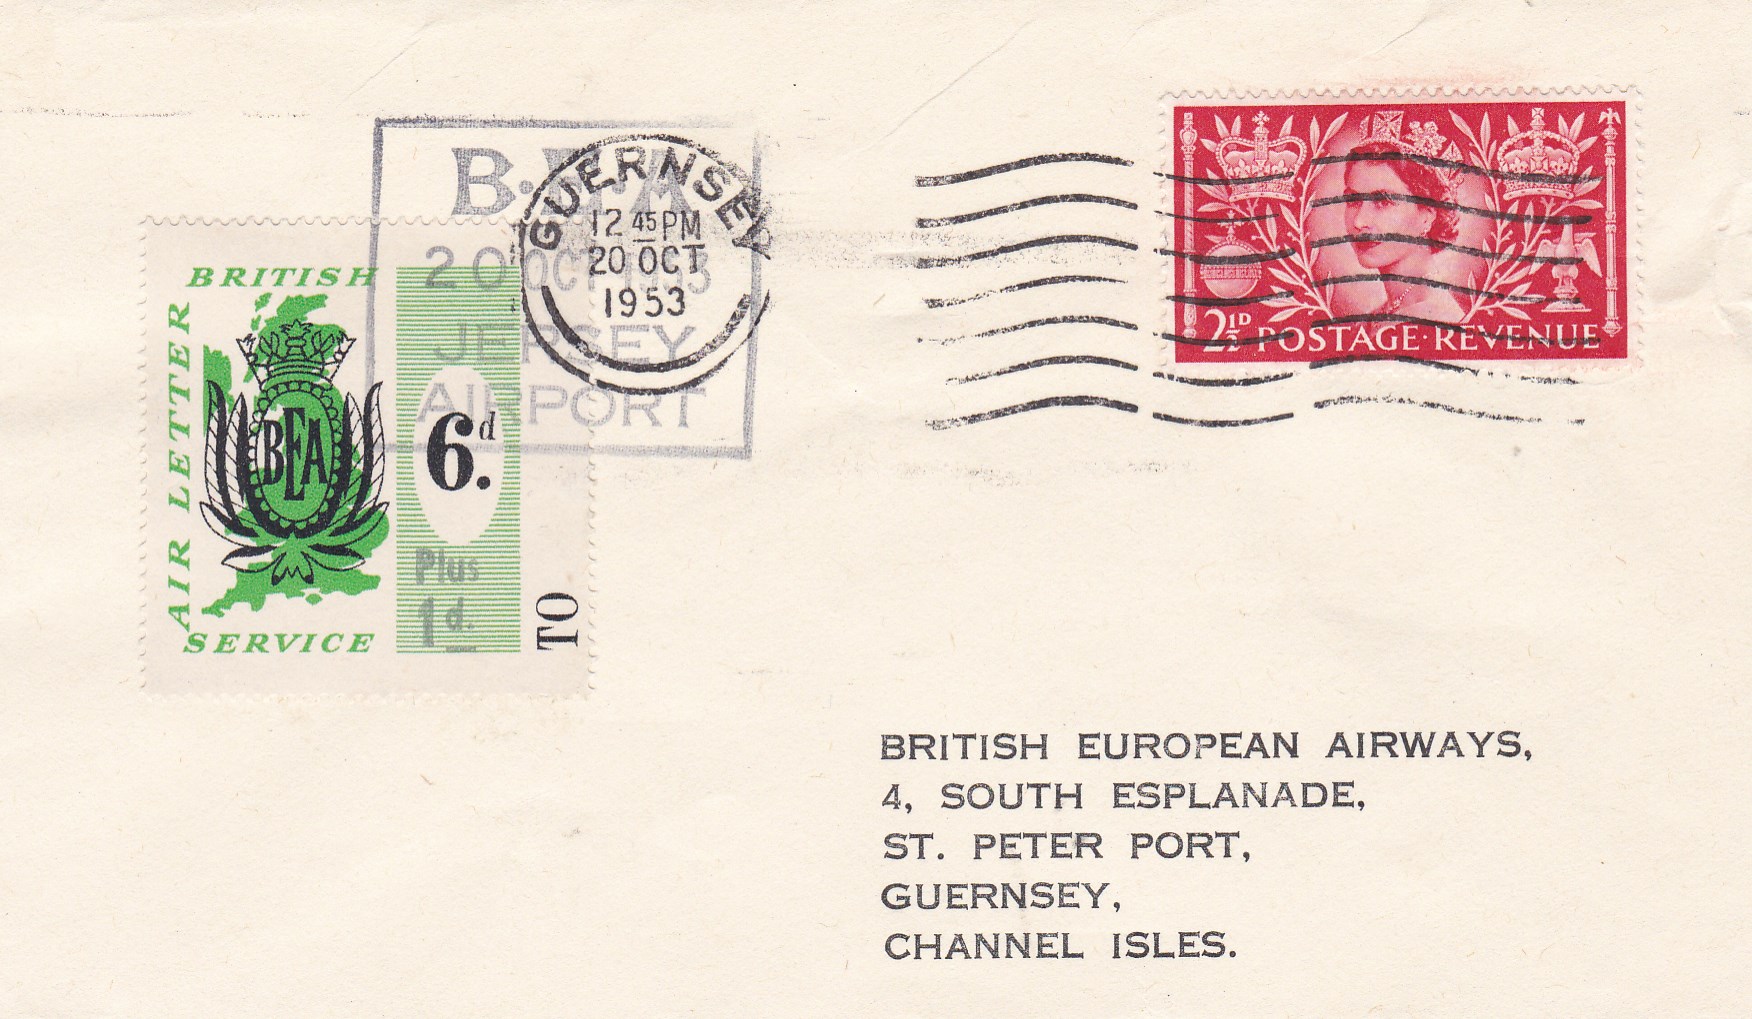 B.E.A.
20 OCT 1953
JERSEY
AIRPORT
GUERNSEY
12 45 PM
20 OCT
1953
BRITISH
AIR LETTER
SERVICE
BEA
6d.
Plus
1d.
TO
2½D POSTAGE·REVENUE
BRITISH EUROPEAN AIRWAYS,
4, SOUTH ESPLANADE,
ST. PETER PORT,
GUERNSEY,
CHANNEL ISLES.